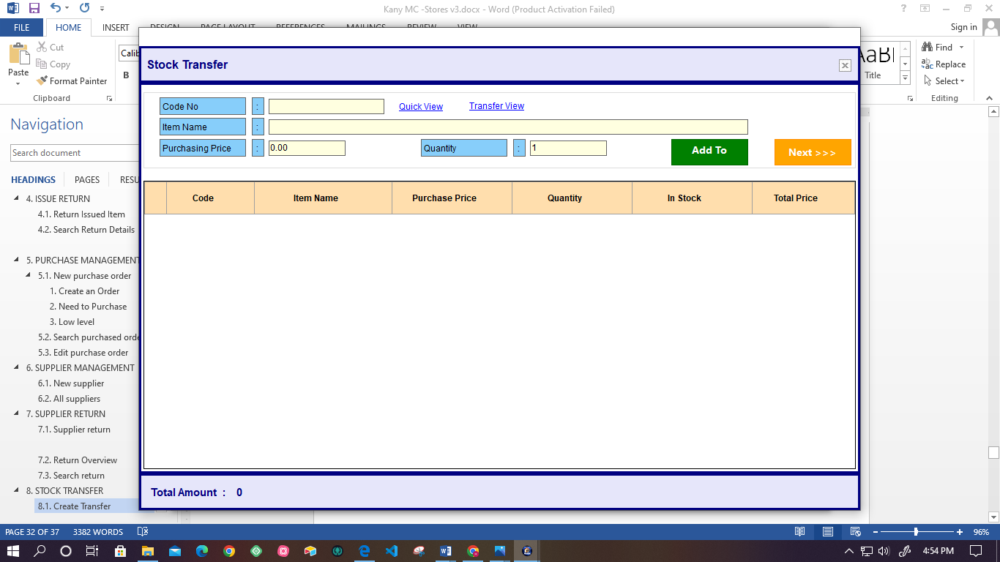 Kany MC -Stores v3.docx - Word (Product Activation Failed)
FILE HOME INSERT DESIGN PAGE LAYOUT REFERENCES MAILINGS REVIEW VIEW Sign in
Paste
Cut
Copy
Format Painter
Clipboard
Calib
B
Title
Find
Replace
Select
Editing
Navigation
Search document
HEADINGS PAGES RESU
4. ISSUE RETURN
4.1. Return Issued Item
4.2. Search Return Details
5. PURCHASE MANAGEMENT
5.1. New purchase order
1. Create an Order
2. Need to Purchase
3. Low level
5.2. Search purchased orde
5.3. Edit purchase order
6. SUPPLIER MANAGEMENT
6.1. New supplier
6.2. All suppliers
7. SUPPLIER RETURN
7.1. Supplier return
7.2. Return Overview
7.3. Search return
8. STOCK TRANSFER
8.1. Create Transfer
Stock Transfer
Code No : Quick View Transfer View
Item Name :
Purchasing Price : 0.00 Quantity : 1 Add To Next >>>
Code Item Name Purchase Price Quantity In Stock Total Price
Total Amount : 0
PAGE 32 OF 37 3382 WORDS 96%
4:54 PM